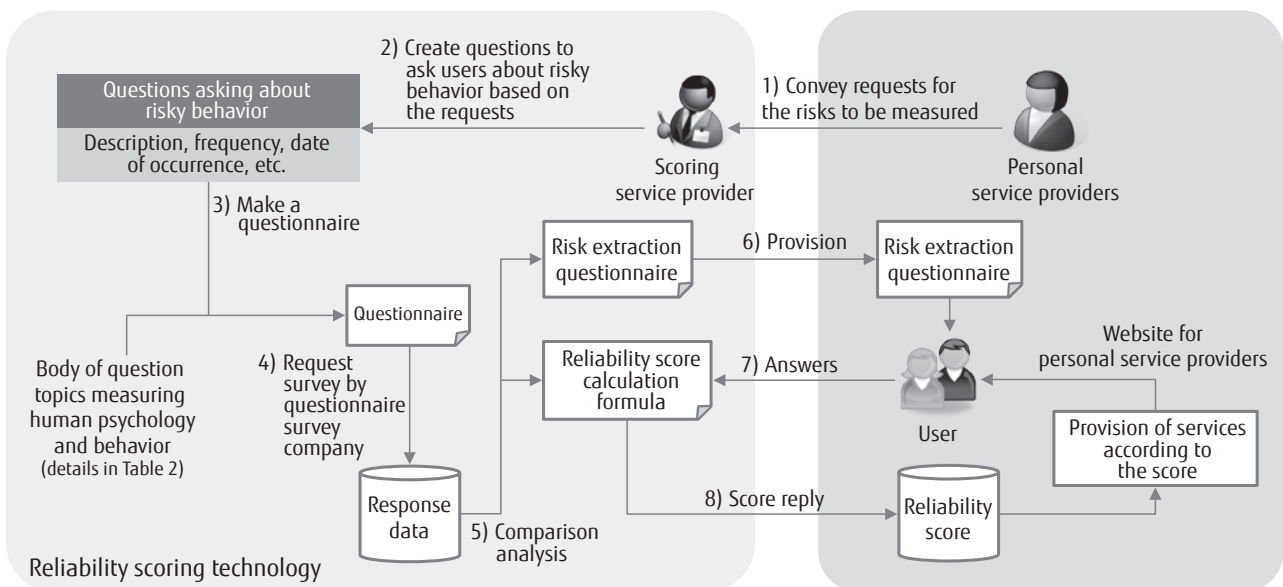 2) Create questions to
ask users about risky
behavior based on
the requests
1) Convey requests for
the risks to be measured
Questions asking about
risky behavior
Description, frequency, date
of occurrence, etc.
Scoring
service provider
Personal
service providers
3) Make a
questionnaire
Risk extraction
questionnaire
6) Provision
Risk extraction
questionnaire
Questionnaire
Body of question
topics measuring
human psychology
and behavior
(details in Table 2)
4) Request
survey by
questionnaire
survey
company
Reliability score
calculation
formula
7) Answers
User
Website for
personal service providers
Provision of services
according to
the score
Response
data
5) Comparison
analysis
8) Score reply
Reliability
score
Reliability scoring technology